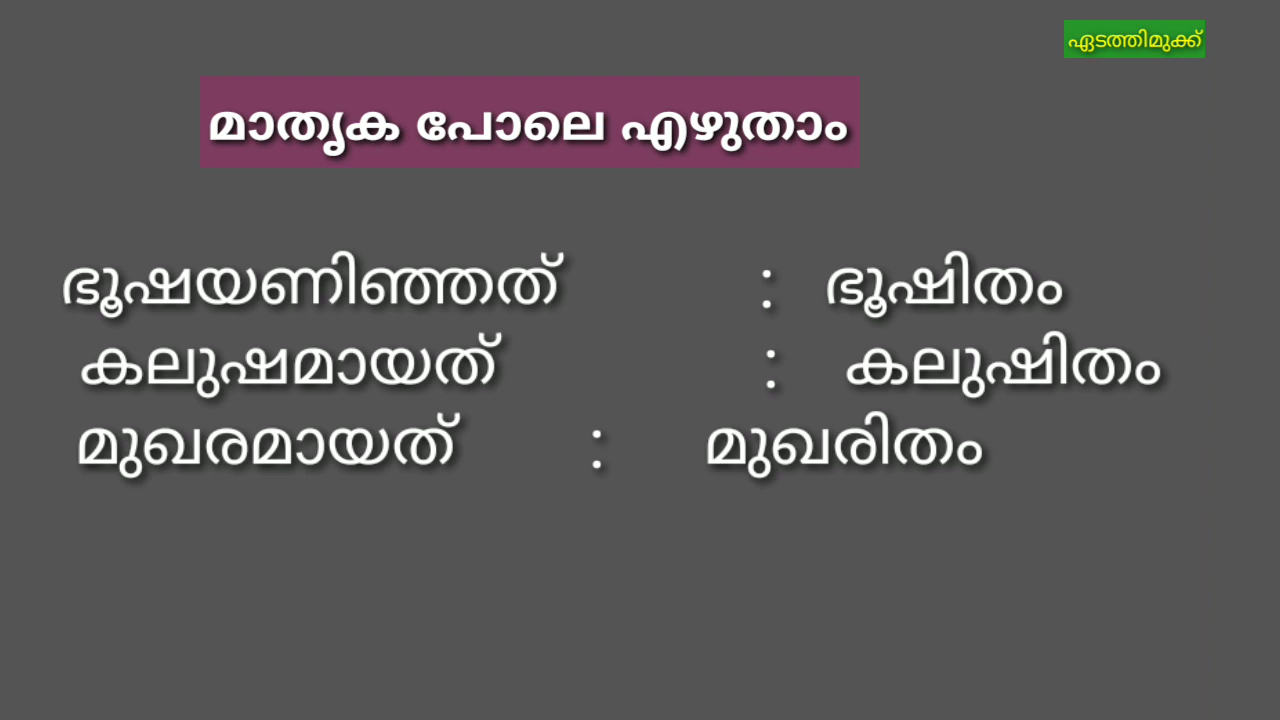 ഏടത്തിമുക്ക്
മാതൃക പോലെ എഴുതാം
ഭൂഷയണിഞ്ഞത് : ഭൂഷിതം
കലുഷമായത് : കലുഷിതം
മുഖരമായത് : മുഖരിതം